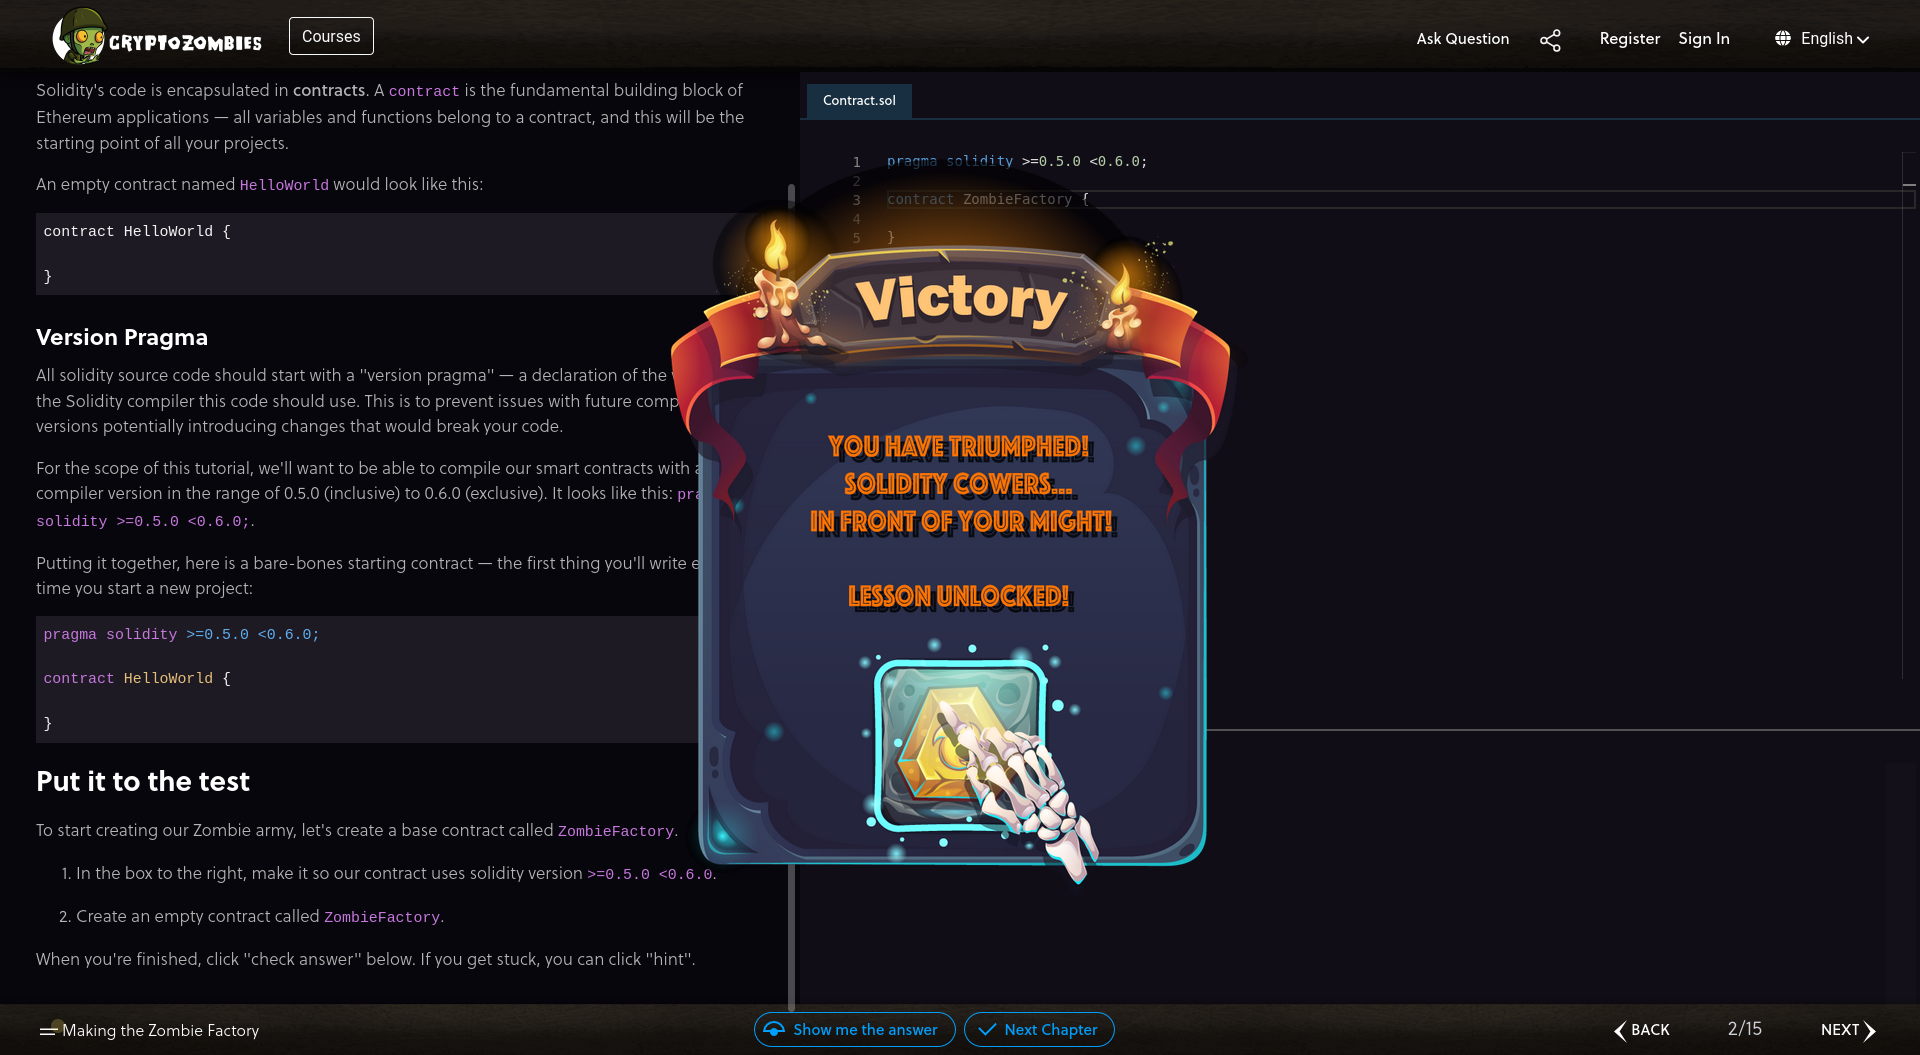 CRYPTOZOMBIES
Courses
Ask Question
Register
Sign In
English
Solidity's code is encapsulated in contracts. A contract is the fundamental building block of
Ethereum applications — all variables and functions belong to a contract, and this will be the
starting point of all your projects.
An empty contract named HelloWorld would look like this:
contract HelloWorld {
}
Version Pragma
All solidity source code should start with a "version pragma" — a declaration of the
the Solidity compiler this code should use. This is to prevent issues with future
versions potentially introducing changes that would break your code.
For the scope of this tutorial, we'll want to be able to compile our smart contracts with
compiler version in the range of 0.5.0 (inclusive) to 0.6.0 (exclusive). It looks like this:
solidity >=0.5.0 <0.6.0;.
Putting it together, here is a bare-bones starting contract — the first thing you'll write
time you start a new project:
pragma solidity >=0.5.0 <0.6.0;
contract HelloWorld {
}
Put it to the test
To start creating our Zombie army, let's create a base contract called ZombieFactory.
1. In the box to the right, make it so our contract uses solidity version >=0.5.0 <0.6.0.
2. Create an empty contract called ZombieFactory.
When you're finished, click "check answer" below. If you get stuck, you can click "hint".
Contract.sol
1 pragma solidity >=0.5.0 <0.6.0;
2
3 contract ZombieFactory {
4
5 }
Victory
YOU HAVE TRIUMPHED!
SOLIDITY COWERS...
IN FRONT OF YOUR MIGHT!
LESSON UNLOCKED!
Making the Zombie Factory
Show me the answer
Next Chapter
BACK
2/15
NEXT